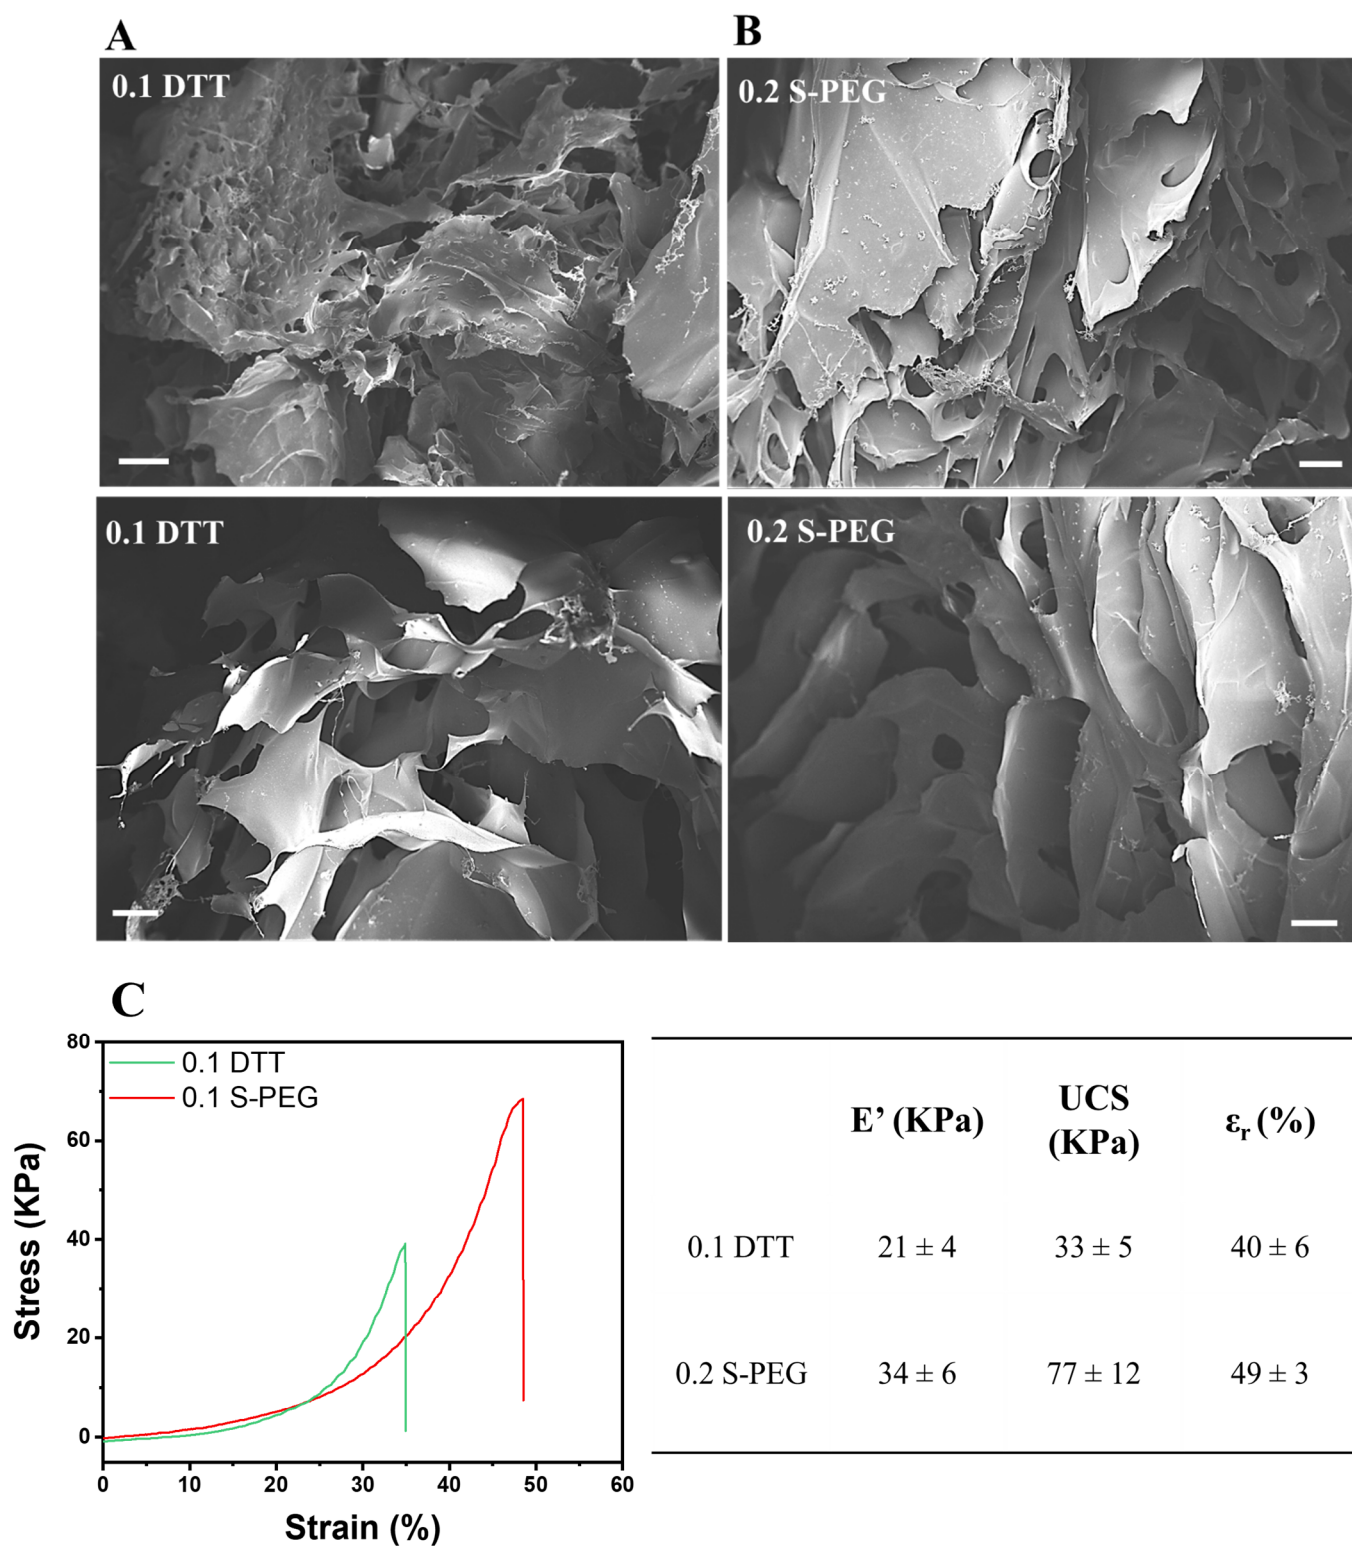 A
B
0.1 DTT
0.2 S-PEG
0.1 DTT
0.2 S-PEG
C
80
60
40
20
0
0 10 20 30 40 50 60
Stress (KPa)
Strain (%)
0.1 DTT
0.1 S-PEG
E’ (KPa) UCS (KPa) εr (%)
0.1 DTT 21 ± 4 33 ± 5 40 ± 6
0.2 S-PEG 34 ± 6 77 ± 12 49 ± 3